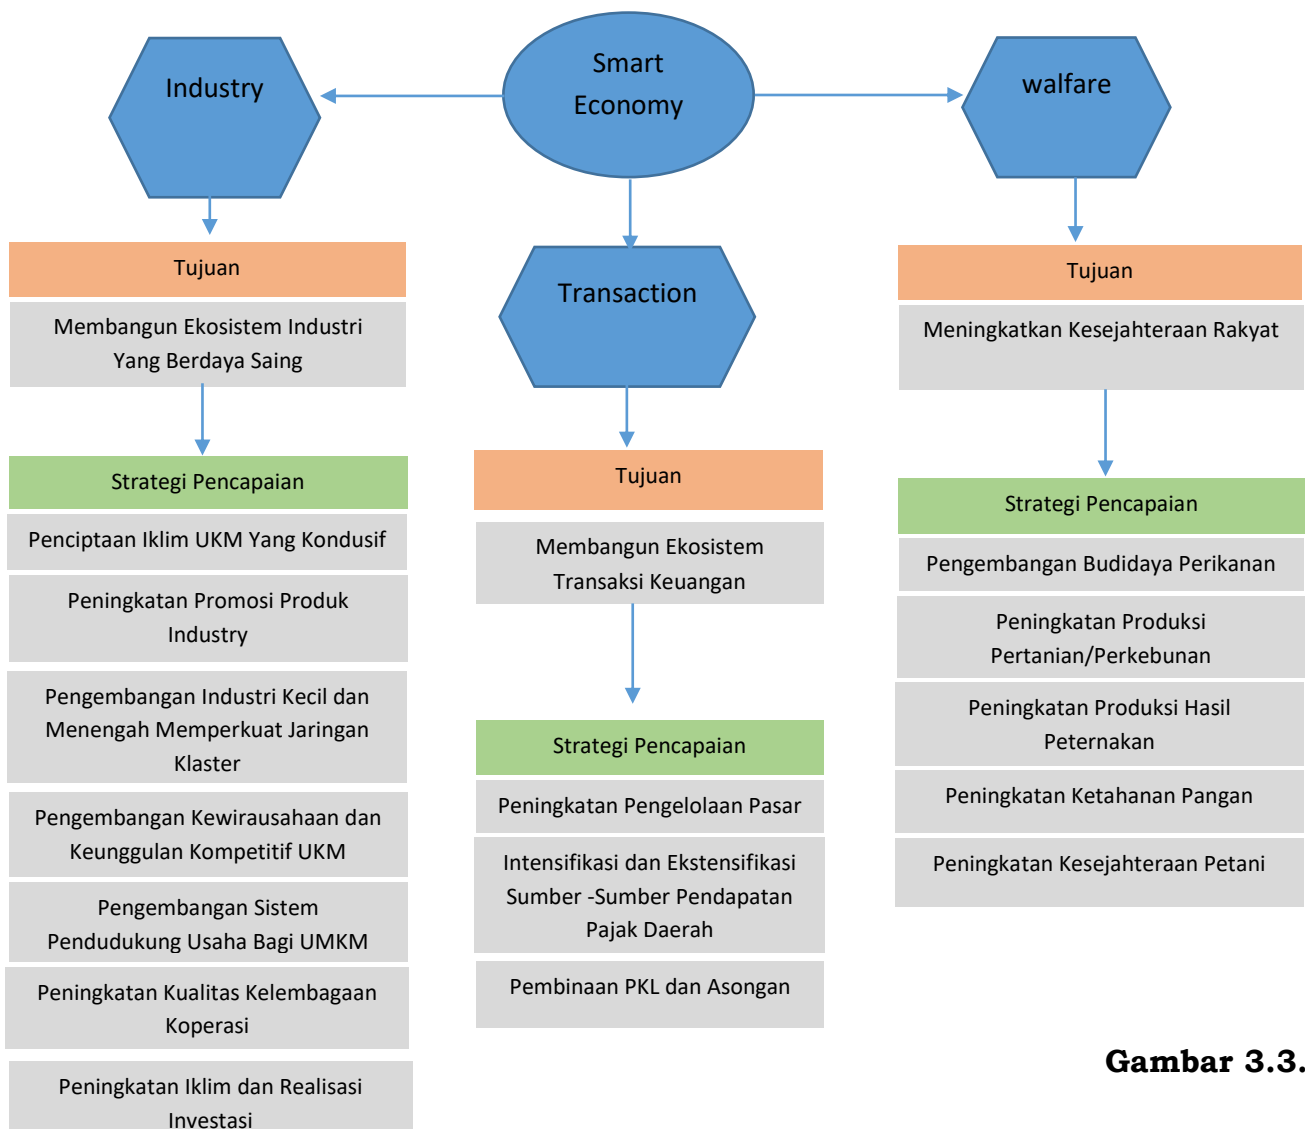 Smart
Economy
Industry
walfare
Transaction
Tujuan
Membangun Ekosistem Industri
Yang Berdaya Saing
Strategi Pencapaian
Penciptaan Iklim UKM Yang Kondusif
Peningkatan Promosi Produk
Industry
Pengembangan Industri Kecil dan
Menengah Memperkuat Jaringan
Klaster
Pengembangan Kewirausahaan dan
Keunggulan Kompetitif UKM
Pengembangan Sistem
Pendudukung Usaha Bagi UMKM
Peningkatan Kualitas Kelembagaan
Koperasi
Peningkatan Iklim dan Realisasi
Investasi
Tujuan
Membangun Ekosistem
Transaksi Keuangan
Strategi Pencapaian
Peningkatan Pengelolaan Pasar
Intensifikasi dan Ekstensifikasi
Sumber -Sumber Pendapatan
Pajak Daerah
Pembinaan PKL dan Asongan
Tujuan
Meningkatkan Kesejahteraan Rakyat
Strategi Pencapaian
Pengembangan Budidaya Perikanan
Peningkatan Produksi
Pertanian/Perkebunan
Peningkatan Produksi Hasil
Peternakan
Peningkatan Ketahanan Pangan
Peningkatan Kesejahteraan Petani
Gambar 3.3.